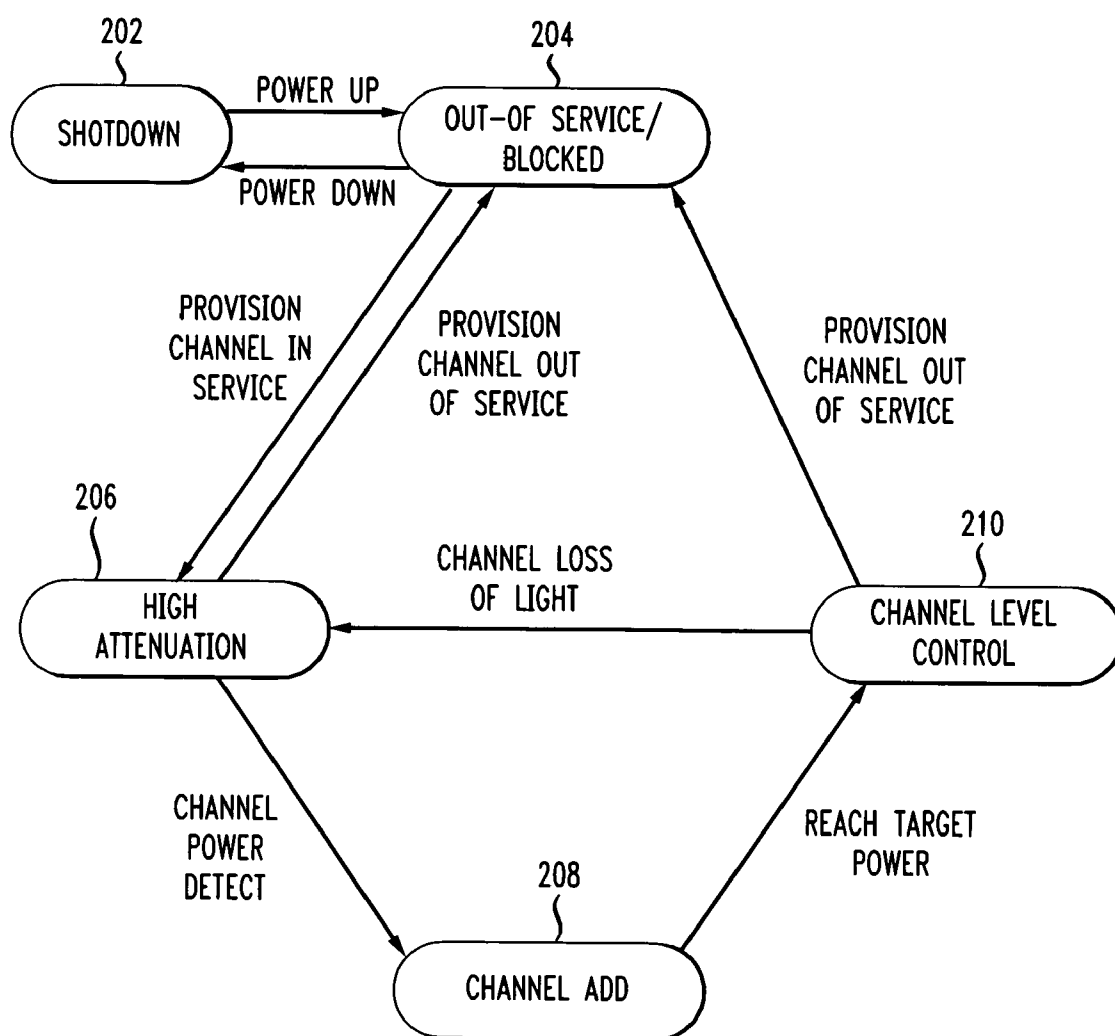 202
204
POWER UP
SHOTDOWN
OUT-OF SERVICE/
BLOCKED
POWER DOWN
PROVISION
CHANNEL IN
SERVICE
PROVISION
CHANNEL OUT
OF SERVICE
PROVISION
CHANNEL OUT
OF SERVICE
206
HIGH
ATTENUATION
CHANNEL LOSS
OF LIGHT
210
CHANNEL LEVEL
CONTROL
CHANNEL
POWER
DETECT
REACH TARGET
POWER
208
CHANNEL ADD